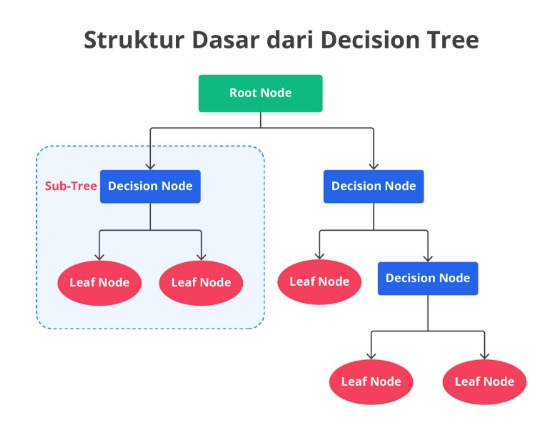 Struktur Dasar dari Decision Tree
Root Node
Sub-Tree
Decision Node
Decision Node
Leaf Node
Leaf Node
Leaf Node
Decision Node
Leaf Node
Leaf Node